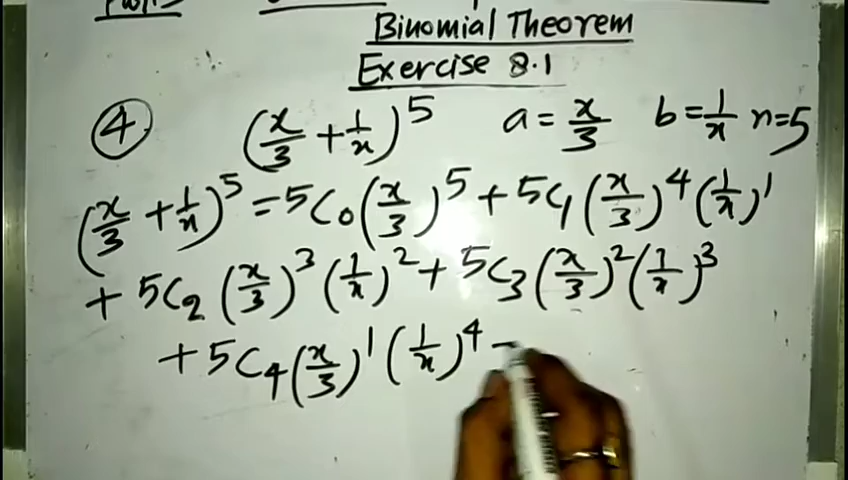 Binomial Theorem
Exercise 8.1
④ (x/3 + 1/x)^5 a = x/3 b = 1/x n=5
(x/3 + 1/x)^5 = 5C₀ (x/3)^5 + 5C₁ (x/3)^4 (1/x)^1
+ 5C₂ (x/3)^3 (1/x)^2 + 5C₃ (x/3)^2 (1/x)^3
+ 5C₄ (x/3)^1 (1/x)^4 -